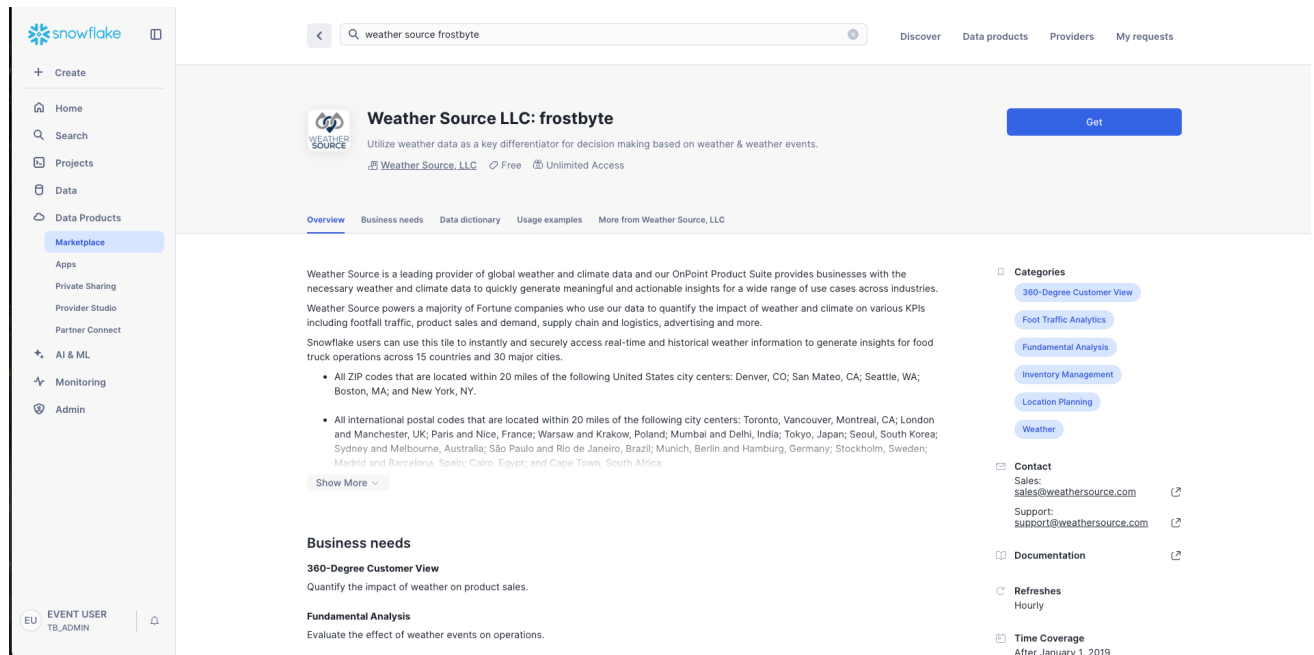 snowflake
weather source frostbyte
Discover
Data products
Providers
My requests
Create
Home
Search
Projects
Data
Data Products
Marketplace
Apps
Private Sharing
Provider Studio
Partner Connect
AI & ML
Monitoring
Admin
EU
EVENT USER
TB_ADMIN
WEATHER
SOURCE
Weather Source LLC: frostbyte
Utilize weather data as a key differentiator for decision making based on weather & weather events.
Weather Source, LLC Free Unlimited Access
Get
Overview Business needs Data dictionary Usage examples More from Weather Source, LLC
Weather Source is a leading provider of global weather and climate data and our OnPoint Product Suite provides businesses with the
necessary weather and climate data to quickly generate meaningful and actionable insights for a wide range of use cases across industries.
Weather Source powers a majority of Fortune companies who use our data to quantify the impact of weather and climate on various KPIs
including footfall traffic, product sales and demand, supply chain and logistics, advertising and more.
Snowflake users can use this tile to instantly and securely access real-time and historical weather information to generate insights for food
truck operations across 15 countries and 30 major cities.
• All ZIP codes that are located within 20 miles of the following United States city centers: Denver, CO; San Mateo, CA; Seattle, WA;
Boston, MA; and New York, NY.
• All international postal codes that are located within 20 miles of the following city centers: Toronto, Vancouver, Montreal, CA; London
and Manchester, UK; Paris and Nice, France; Warsaw and Krakow, Poland; Mumbai and Delhi, India; Tokyo, Japan; Seoul, South Korea;
Sydney and Melbourne, Australia; São Paulo and Rio de Janeiro, Brazil; Munich, Berlin and Hamburg, Germany; Stockholm, Sweden;
Madrid and Barcelona, Spain; Cairo, Egypt; and Cape Town, South Africa.
Show More
Business needs
360-Degree Customer View
Quantify the impact of weather on product sales.
Fundamental Analysis
Evaluate the effect of weather events on operations.
Categories
360-Degree Customer View
Foot Traffic Analytics
Fundamental Analysis
Inventory Management
Location Planning
Weather
Contact
Sales:
sales@weathersource.com
Support:
support@weathersource.com
Documentation
Refreshes
Hourly
Time Coverage
After January 1, 2019